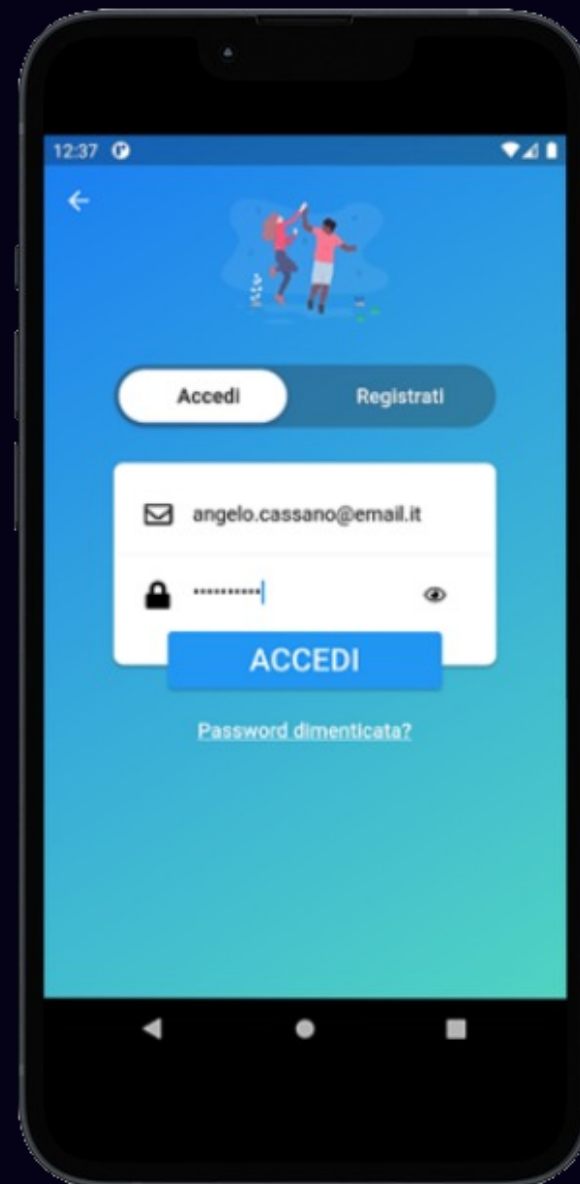 12:37
Accedi
Registrati
angelo.cassano@email.it
••••••••••
ACCEDI
Password dimenticata?